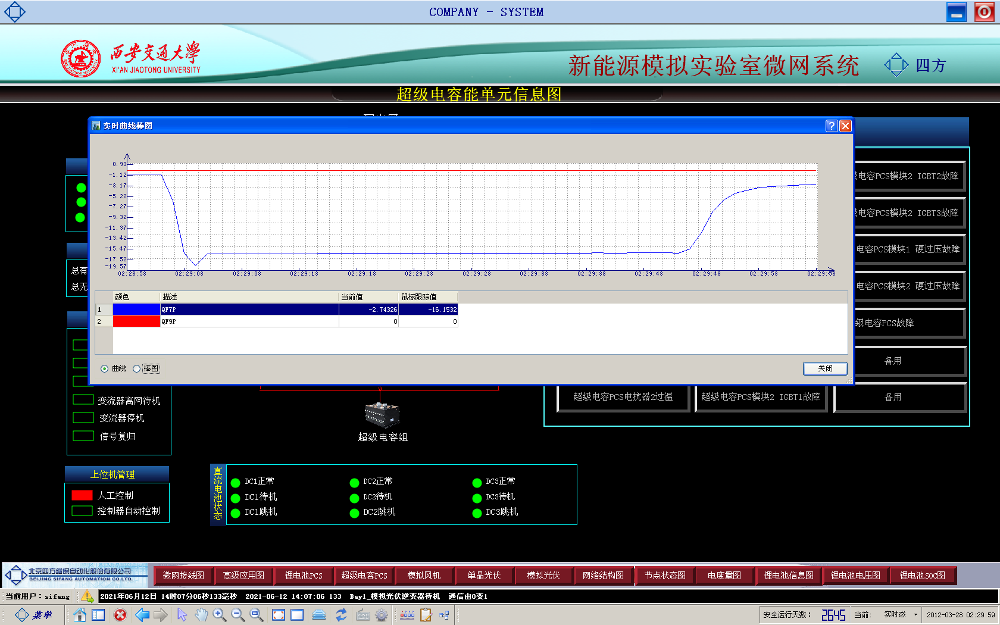 COMPANY - SYSTEM
西安交通大学
XI'AN JIAOTONG UNIVERSITY
新能源模拟实验室微网系统
四方
超级电容能单元信息图
实时曲线棒图
0.93
-1.12
-3.17
-5.22
-7.27
-9.32
-11.37
-13.42
-15.47
-17.52
-19.57
02:28:58 02:29:03 02:29:08 02:29:13 02:29:18 02:29:23 02:29:28 02:29:33 02:29:38 02:29:43 02:29:48 02:29:53 02:29:58
颜色 描述 当前值 鼠标跟踪值
1 QF7P -2.74326 -16.1532
2 QF9P 0 0
曲线 棒图
关闭
总有
总无
电容PCS模块2 IGBT2故障
电容PCS模块2 IGBT3故障
电容PCS模块1 硬过压故障
电容PCS模块2 硬过压故障
级电容PCS故障
备用
超级电容PCS电抗器2过温
超级电容PCS模块2 IGBT1故障
备用
变流器离网待机
变流器停机
信号复归
超级电容组
上位机管理
人工控制
控制器自动控制
直流电池状态
DC1正常 DC2正常 DC3正常
DC1待机 DC2待机 DC3待机
DC1跳机 DC2跳机 DC3跳机
北京四方继保自动化股份有限公司
BEIJING SIFANG AUTOMATION CO.LTD.
微网接线图 高级应用图 锂电池PCS 超级电容PCS 模拟风机 单晶光伏 模拟光伏 网络结构图 节点状态图 电度量图 锂电池信息图 锂电池电压图 锂电池SOC图
当前用户：sifang
2021年06月12日 14时07分06秒133毫秒 2021-06-12 14:07:06 133 Bay1_模拟光伏逆变器待机 遥信由0变1
菜单
安全运行天数： 2645 当前： 实时态 2012-03-28 02:29:59